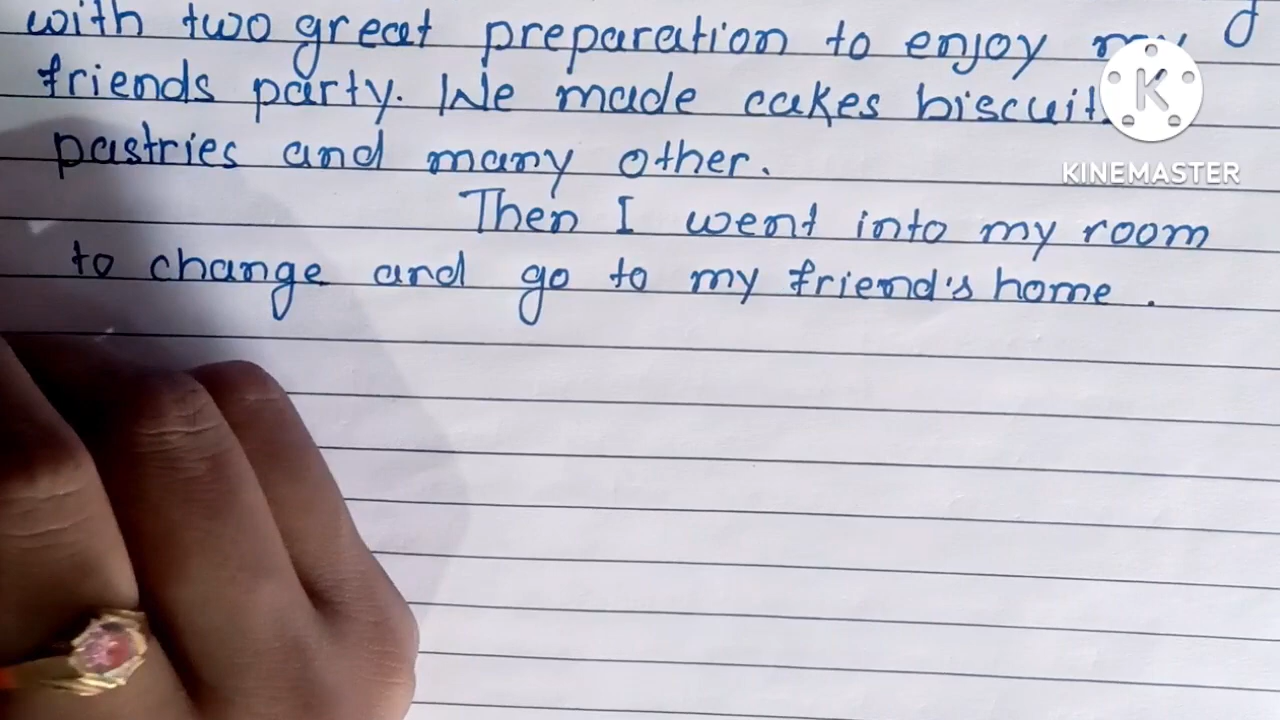 with two great preparation to enjoy my
friends party. We made cakes biscuits
pastries and many other.
Then I went into my room
to change and go to my friend's home.
K
KINEMASTER